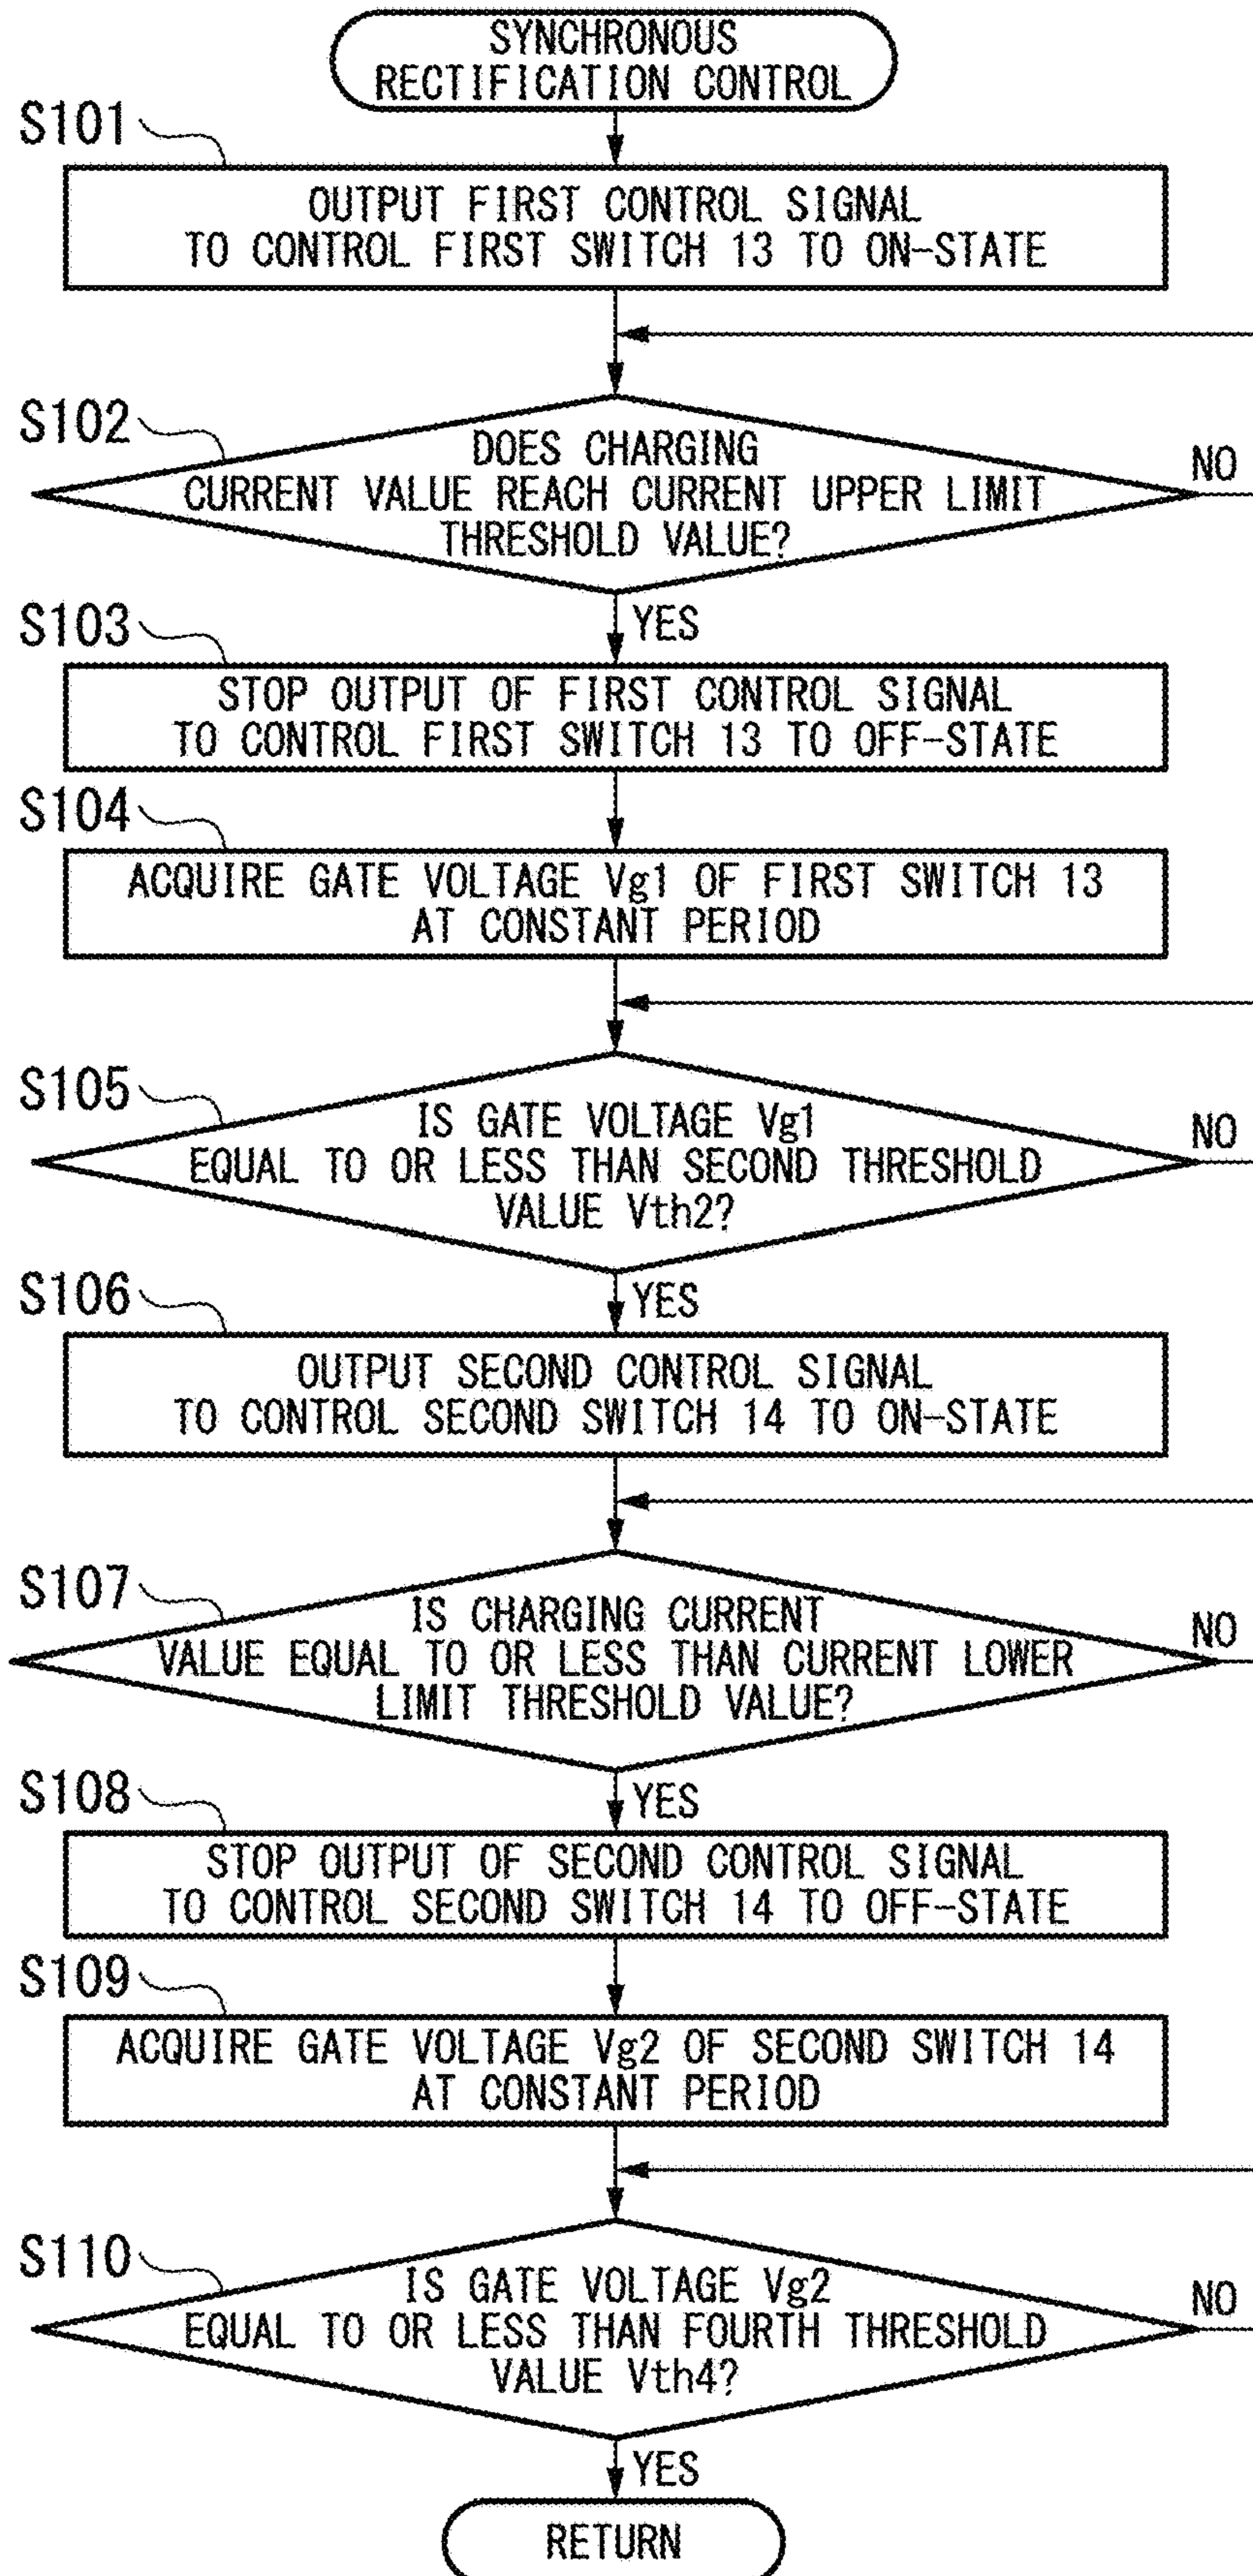 SYNCHRONOUS
RECTIFICATION CONTROL
S101
OUTPUT FIRST CONTROL SIGNAL
TO CONTROL FIRST SWITCH 13 TO ON-STATE
S102
DOES CHARGING
CURRENT VALUE REACH CURRENT UPPER LIMIT
THRESHOLD VALUE?
NO
YES
S103
STOP OUTPUT OF FIRST CONTROL SIGNAL
TO CONTROL FIRST SWITCH 13 TO OFF-STATE
S104
ACQUIRE GATE VOLTAGE Vg1 OF FIRST SWITCH 13
AT CONSTANT PERIOD
S105
IS GATE VOLTAGE Vg1
EQUAL TO OR LESS THAN SECOND THRESHOLD
VALUE Vth2?
NO
YES
S106
OUTPUT SECOND CONTROL SIGNAL
TO CONTROL SECOND SWITCH 14 TO ON-STATE
S107
IS CHARGING CURRENT
VALUE EQUAL TO OR LESS THAN CURRENT LOWER
LIMIT THRESHOLD VALUE?
NO
YES
S108
STOP OUTPUT OF SECOND CONTROL SIGNAL
TO CONTROL SECOND SWITCH 14 TO OFF-STATE
S109
ACQUIRE GATE VOLTAGE Vg2 OF SECOND SWITCH 14
AT CONSTANT PERIOD
S110
IS GATE VOLTAGE Vg2
EQUAL TO OR LESS THAN FOURTH THRESHOLD
VALUE Vth4?
NO
YES
RETURN